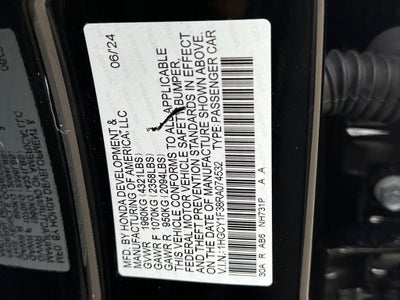 MFD. BY HONDA DEVELOPMENT &
MANUFACTURING OF AMERICA, LLC 06/24
GVWR 1960KG(4321LBS)
GAWR F 1070KG(2358LBS)
GAWR R 950KG(2094LBS)
THIS VEHICLE CONFORMS TO ALL APPLICABLE
FEDERAL MOTOR VEHICLE SAFETY, BUMPER,
AND THEFT PREVENTION STANDARDS IN EFFECT
ON THE DATE OF MANUFACTURE SHOWN ABOVE.
V.I.N.:1HGCY1F39RA074532 TYPE:PASSENGER CAR
30A R AB6 NH731P A A